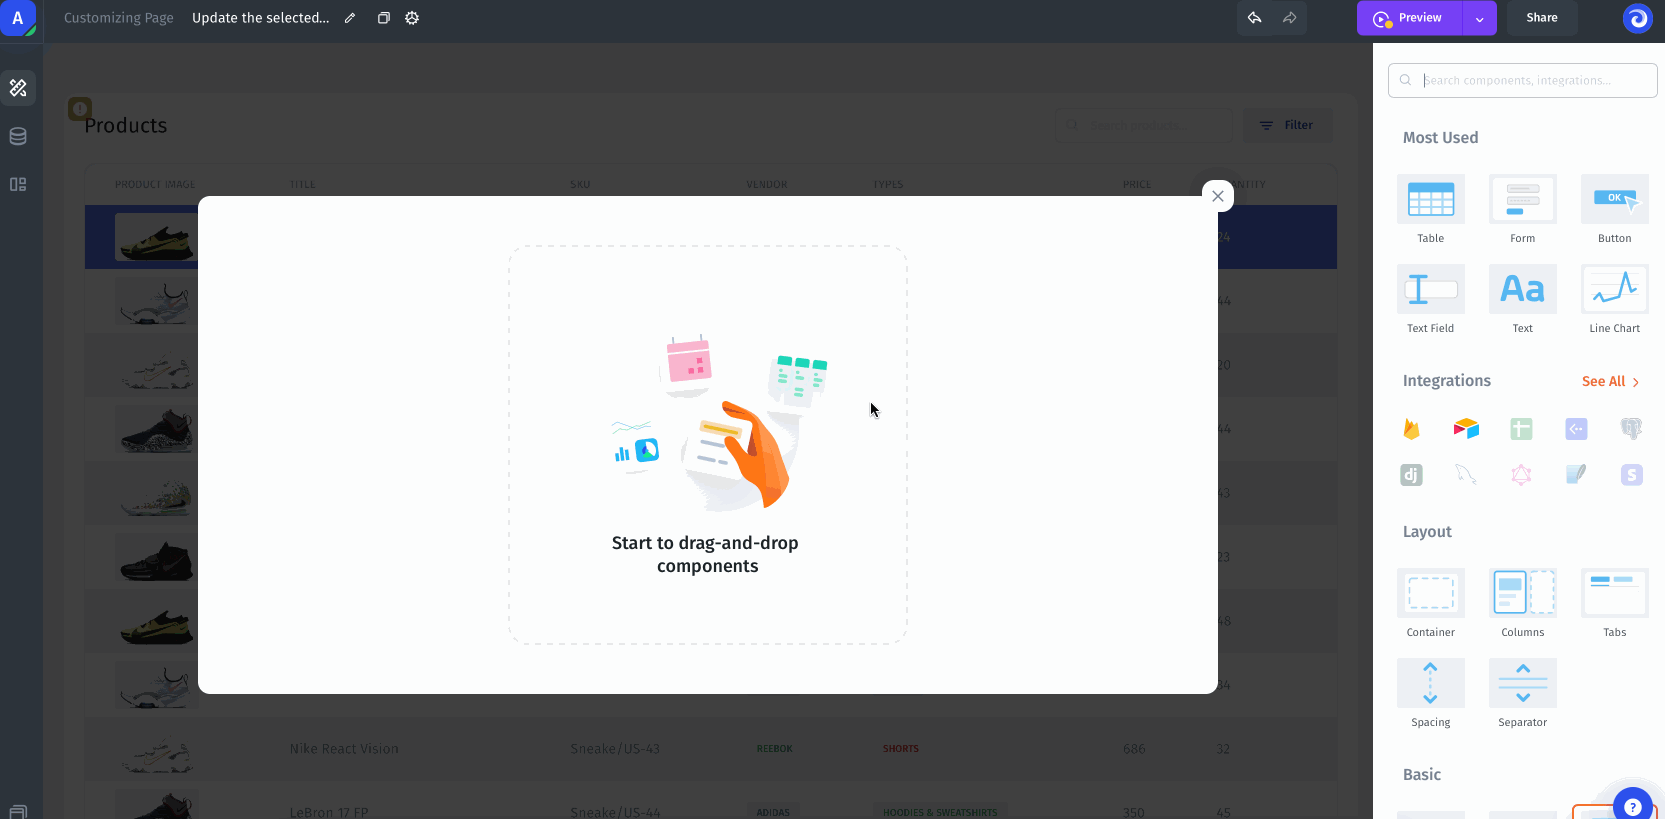 A
Customizing Page
Update the selected...
Preview
Share
Search components, integrations...
Products
Search products...
Filter
PRODUCT IMAGE
TITLE
SKU
VENDOR
TYPES
PRICE
ANTITY
24
44
20
44
43
23
48
34
Start to drag-and-drop
components
Nike React Vision
Sneake/US-43
REEBOK
SHORTS
686
32
LeBron 17 FP
Sneake/US-44
ADIDAS
HOODIES & SWEATSHIRTS
350
45
Most Used
Table
Form
OK
Button
Text Field
Aa
Text
Line Chart
Integrations
See All
dj
S
Layout
Container
Columns
Tabs
Spacing
Separator
Basic
?